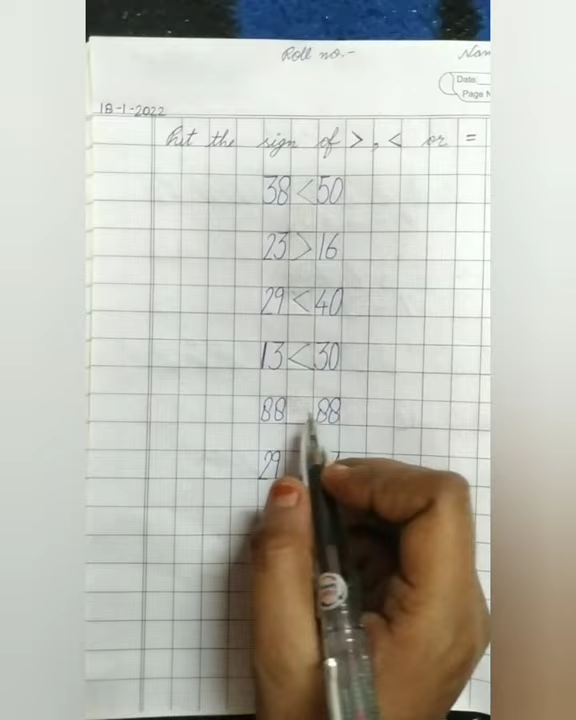 Roll no.-
Date:
Page
18-1-2022
Put the sign of >, < or =
38 < 50
23 > 16
29 < 40
13 < 30
88 88
29